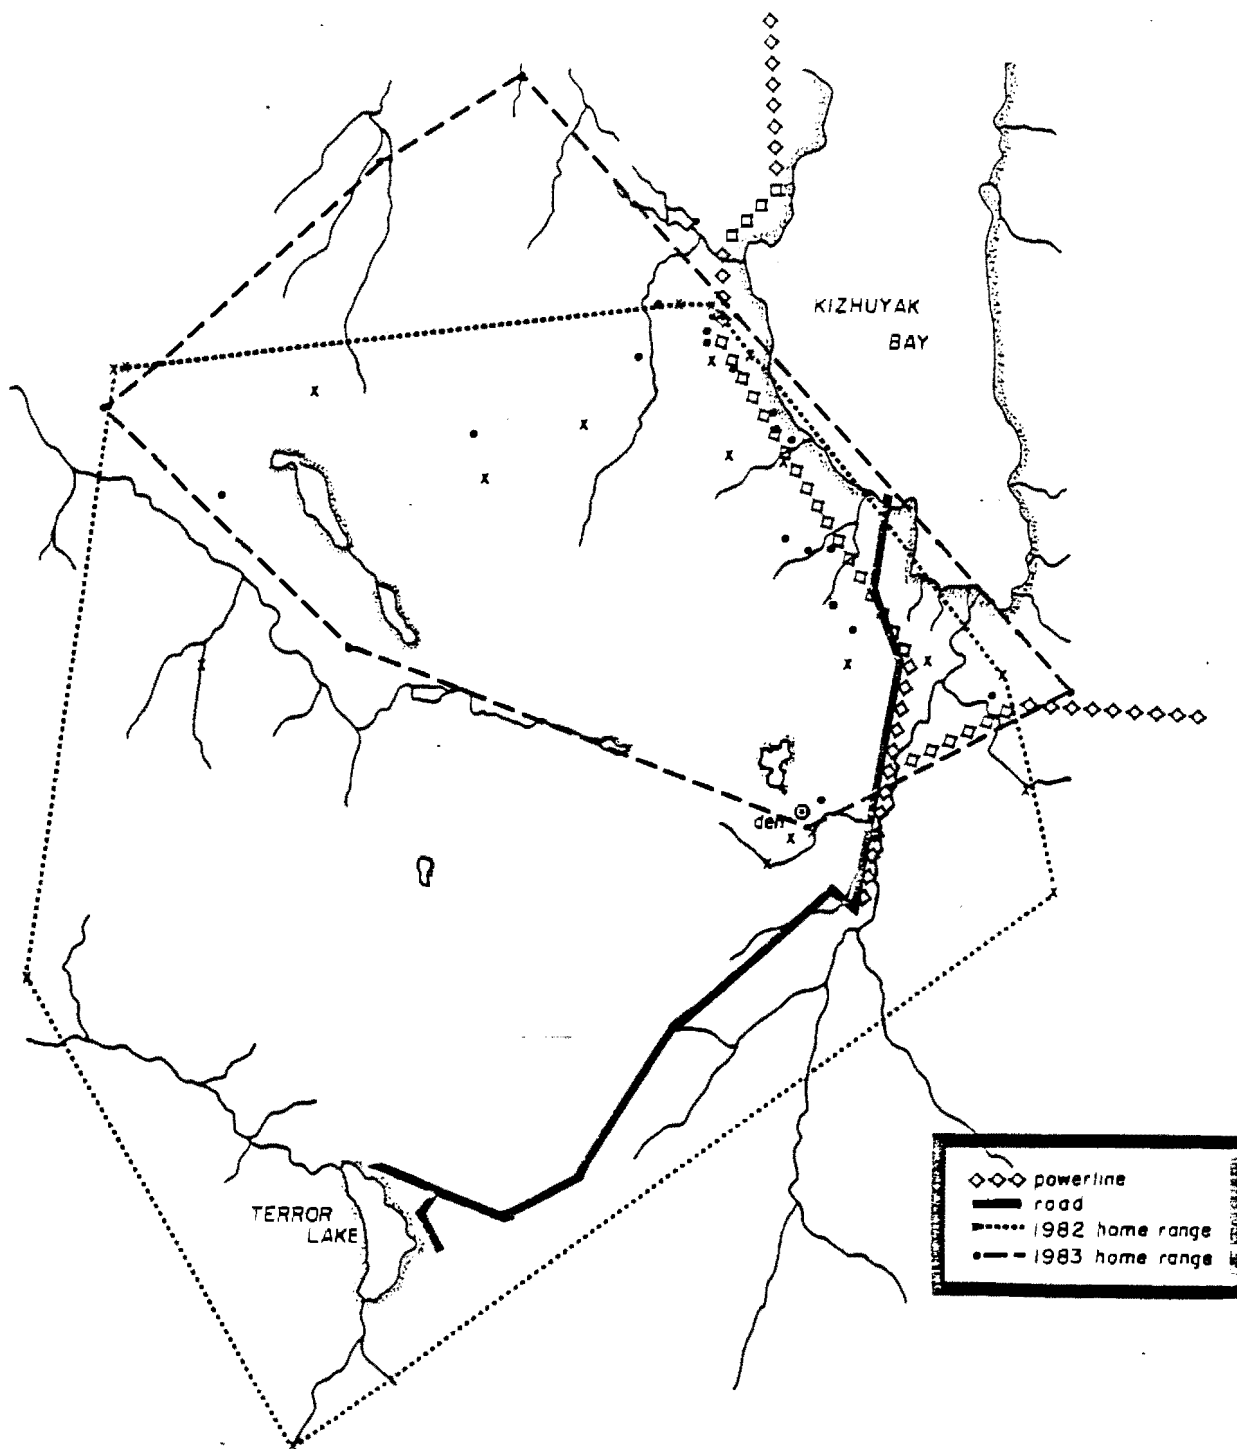 KIZHUYAK
BAY
den
TERROR
LAKE
powerline
road
1982 home range
1983 home range